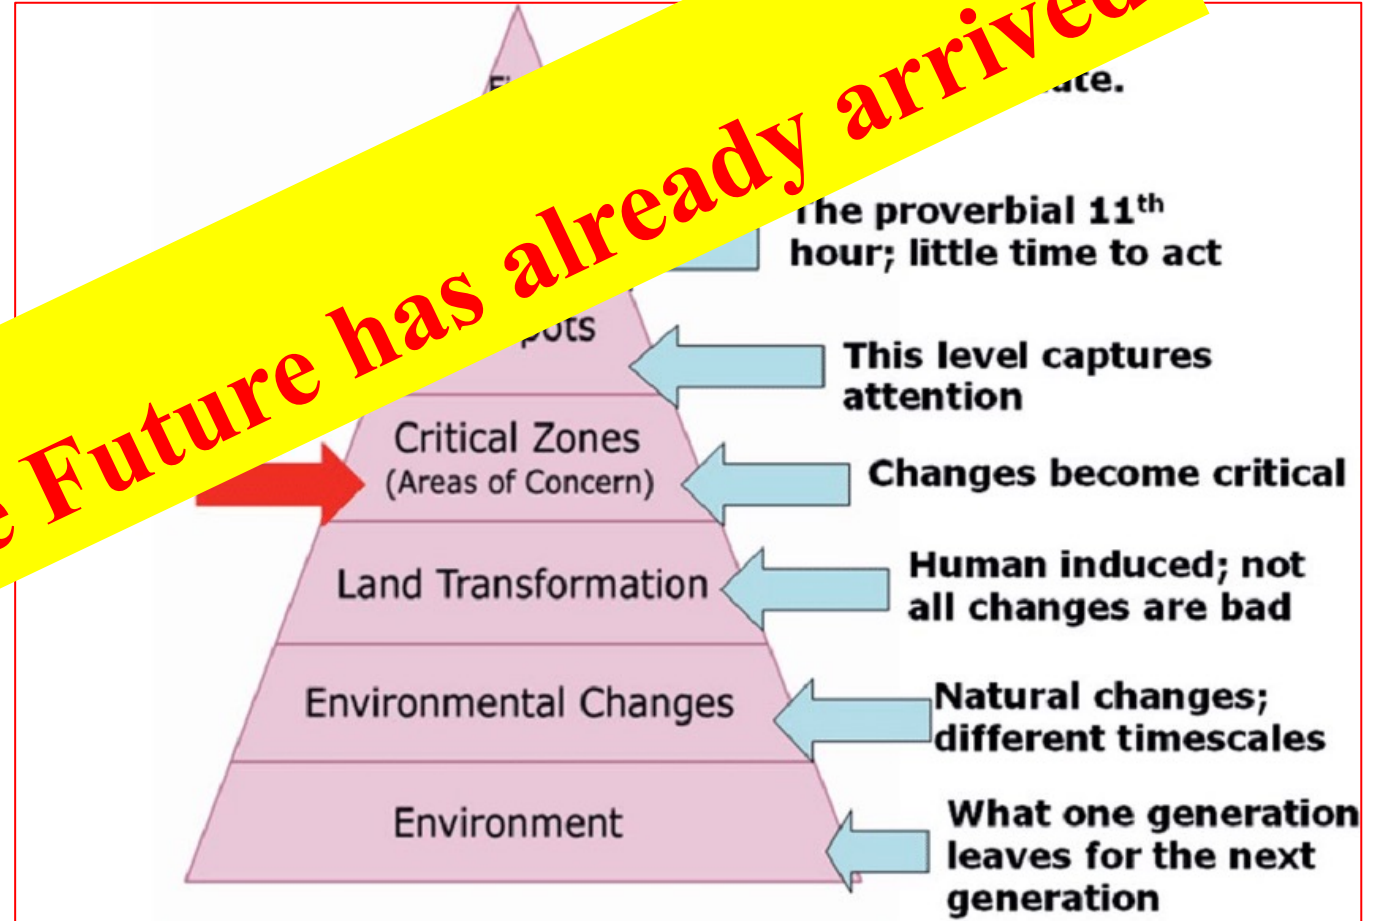 Future has already arrived
The proverbial 11th
hour; little time to act
This level captures
attention
Critical Zones
(Areas of Concern)
Changes become critical
Land Transformation
Human induced; not
all changes are bad
Environmental Changes
Natural changes;
different timescales
Environment
What one generation
leaves for the next
generation